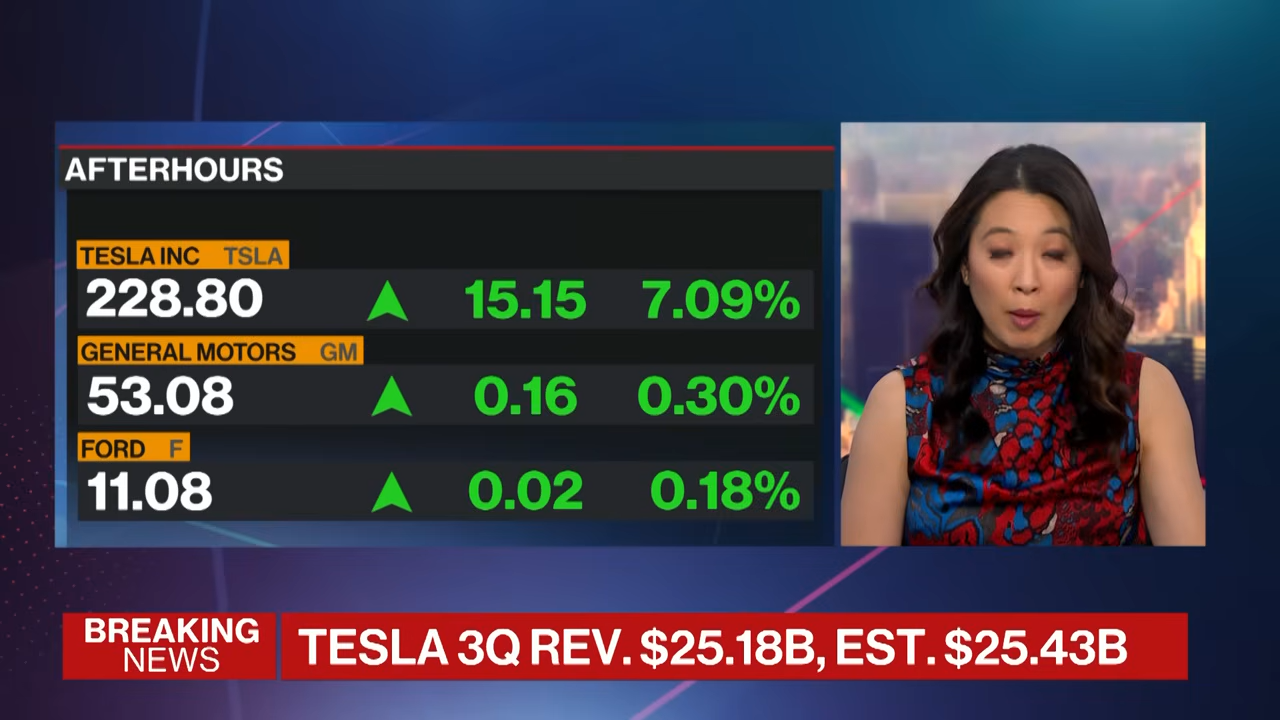 AFTERHOURS
TESLA INC TSLA
228.80 15.15 7.09%
GENERAL MOTORS GM
53.08 0.16 0.30%
FORD F
11.08 0.02 0.18%
BREAKING NEWS
TESLA 3Q REV. $25.18B, EST. $25.43B